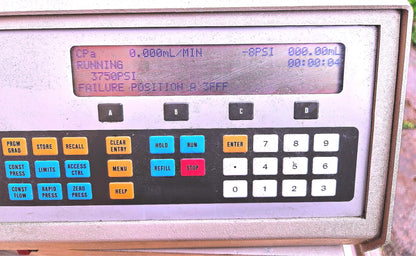 CPa 0.000mL/MIN -8PSI 000.00mL
RUNNING 00:00:04
3750PSI
FAILURE POSITION A 3FFF
A B C D
PRGM GRAD STORE RECALL CLEAR ENTRY HOLD RUN ENTER 7 8 9
CONST PRESS LIMITS ACCESS CTRL MENU REFILL STOP . 4 5 6
CONST FLOW RAPID PRESS ZERO PRESS HELP 0 1 2 3